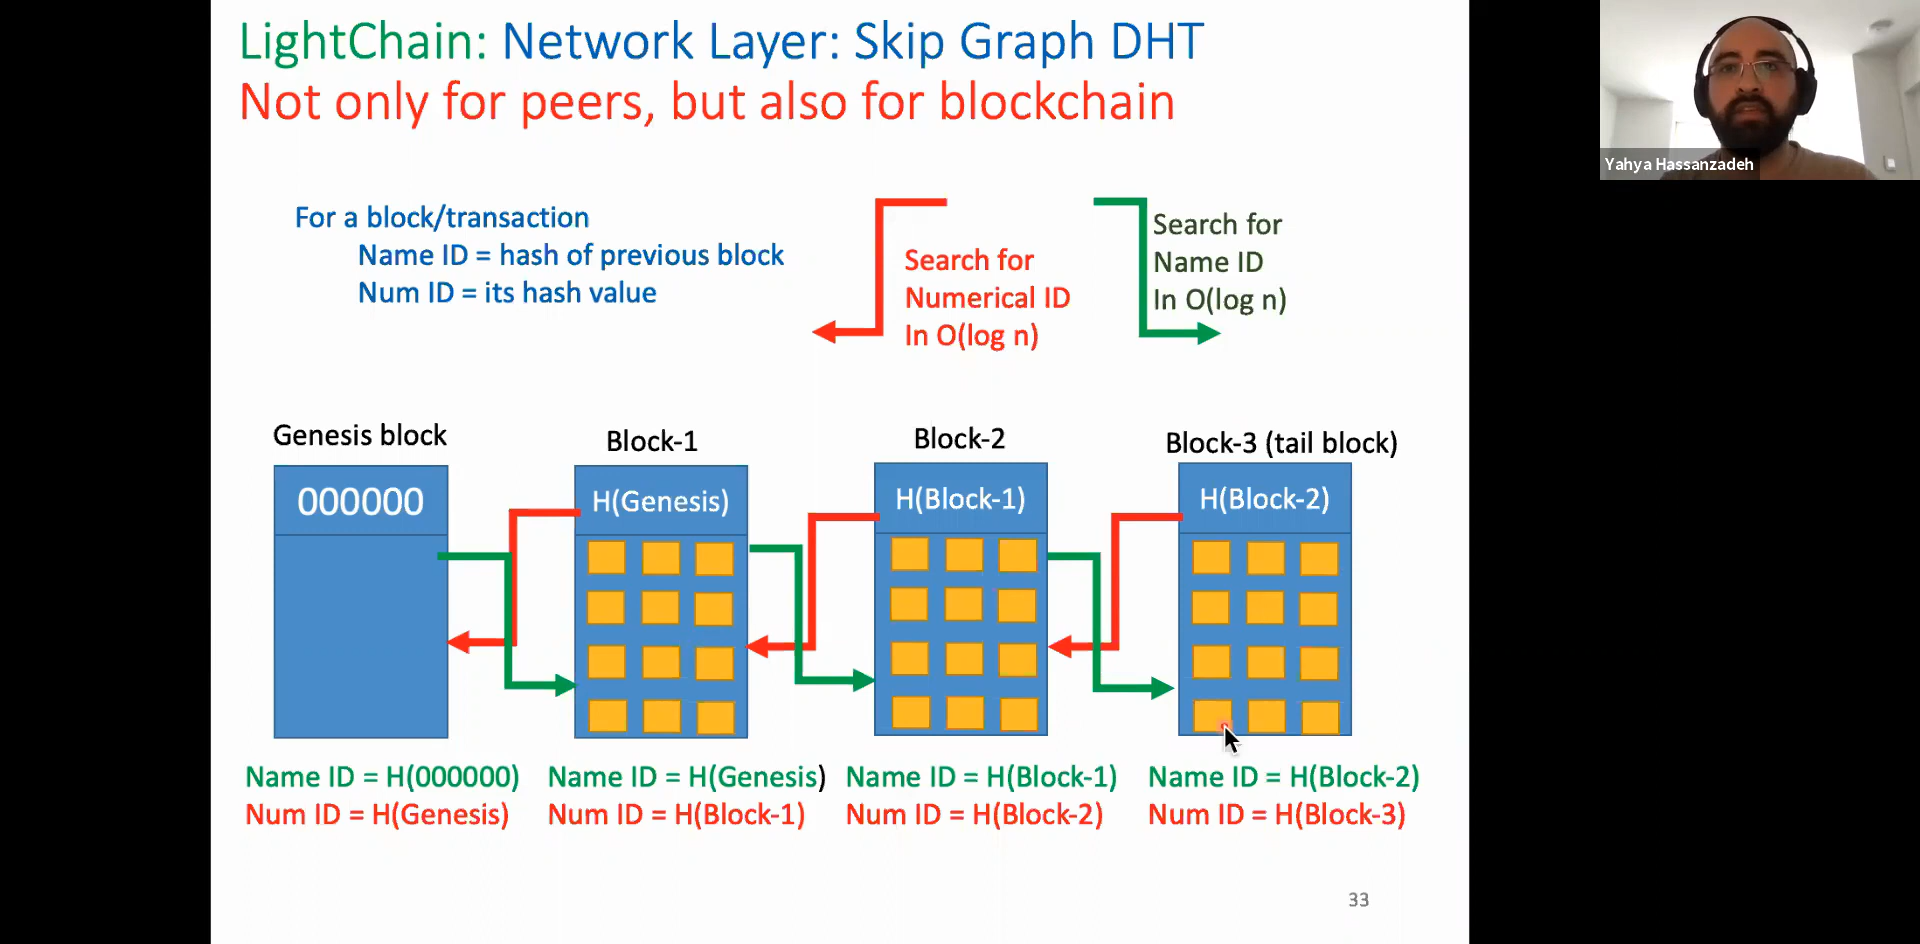 LightChain: Network Layer: Skip Graph DHT
Not only for peers, but also for blockchain
Yahya Hassanzadeh
For a block/transaction
Name ID = hash of previous block
Num ID = its hash value
Search for
Numerical ID
In O(log n)
Search for
Name ID
In O(log n)
Genesis block
Block-1
Block-2
Block-3 (tail block)
000000
H(Genesis)
H(Block-1)
H(Block-2)
Name ID = H(000000)
Num ID = H(Genesis)
Name ID = H(Genesis)
Num ID = H(Block-1)
Name ID = H(Block-1)
Num ID = H(Block-2)
Name ID = H(Block-2)
Num ID = H(Block-3)
33